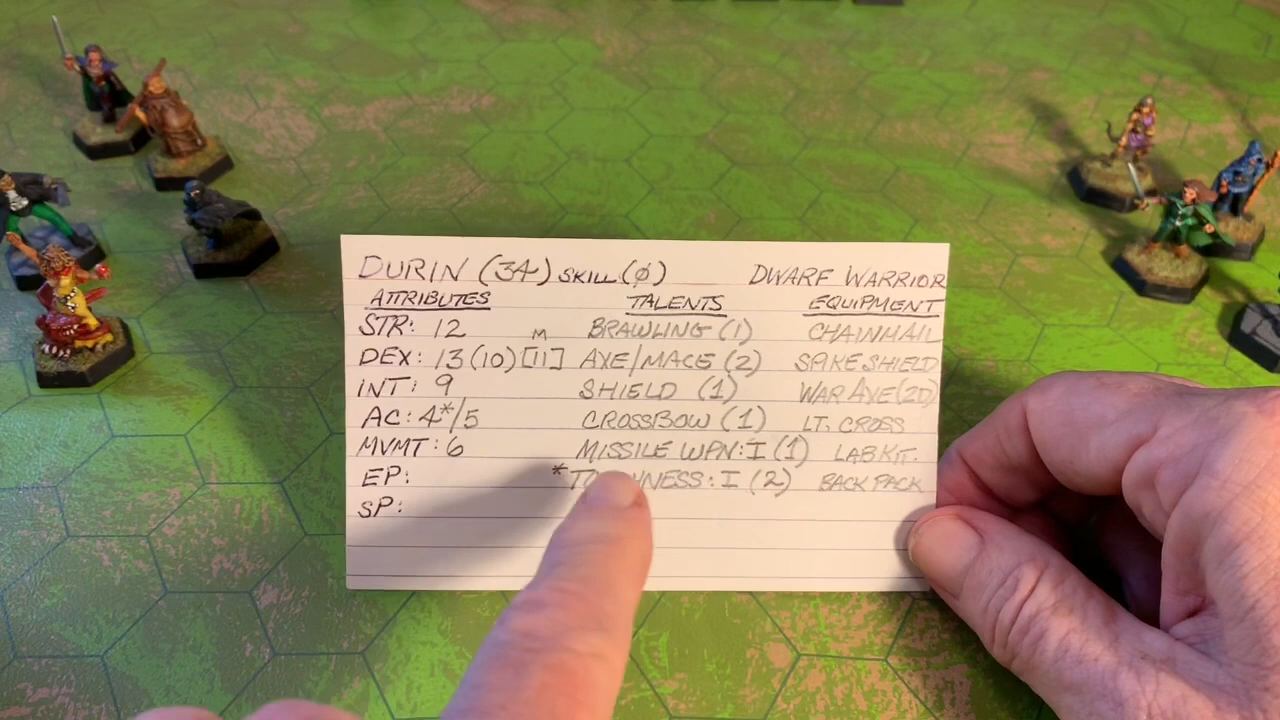 DURIN (34) SKILL (Ø) DWARF WARRIOR
ATTRIBUTES TALENTS EQUIPMENT
STR: 12 BRAWLING (1) CHAINMAIL
M
DEX: 13 (10) [11] AXE/MACE (2) SPIKE SHIELD
INT: 9 SHIELD (1) WAR AXE (2D)
AC: 4*/5 CROSSBOW (1) LT. CROSS
MVMT: 6 MISSILE WPN: I (1) LAB KIT.
EP: : I (2) BACK PACK
SP: